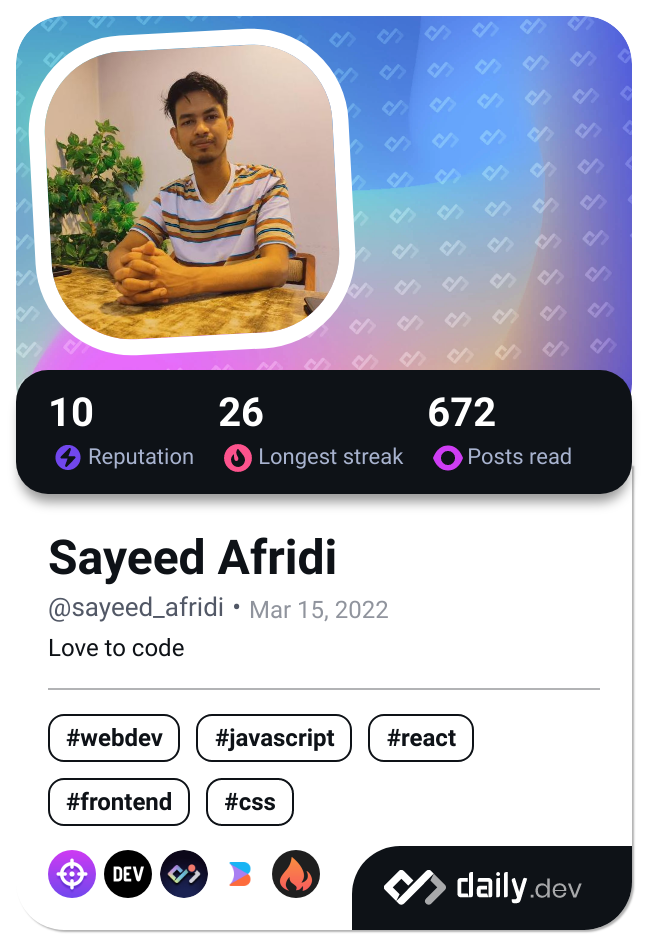 10 26 672
Reputation Longest streak Posts read
Sayeed Afridi
@sayeed_afridi • Mar 15, 2022
Love to code
#webdev #javascript #react
#frontend #css
DEV
daily.dev